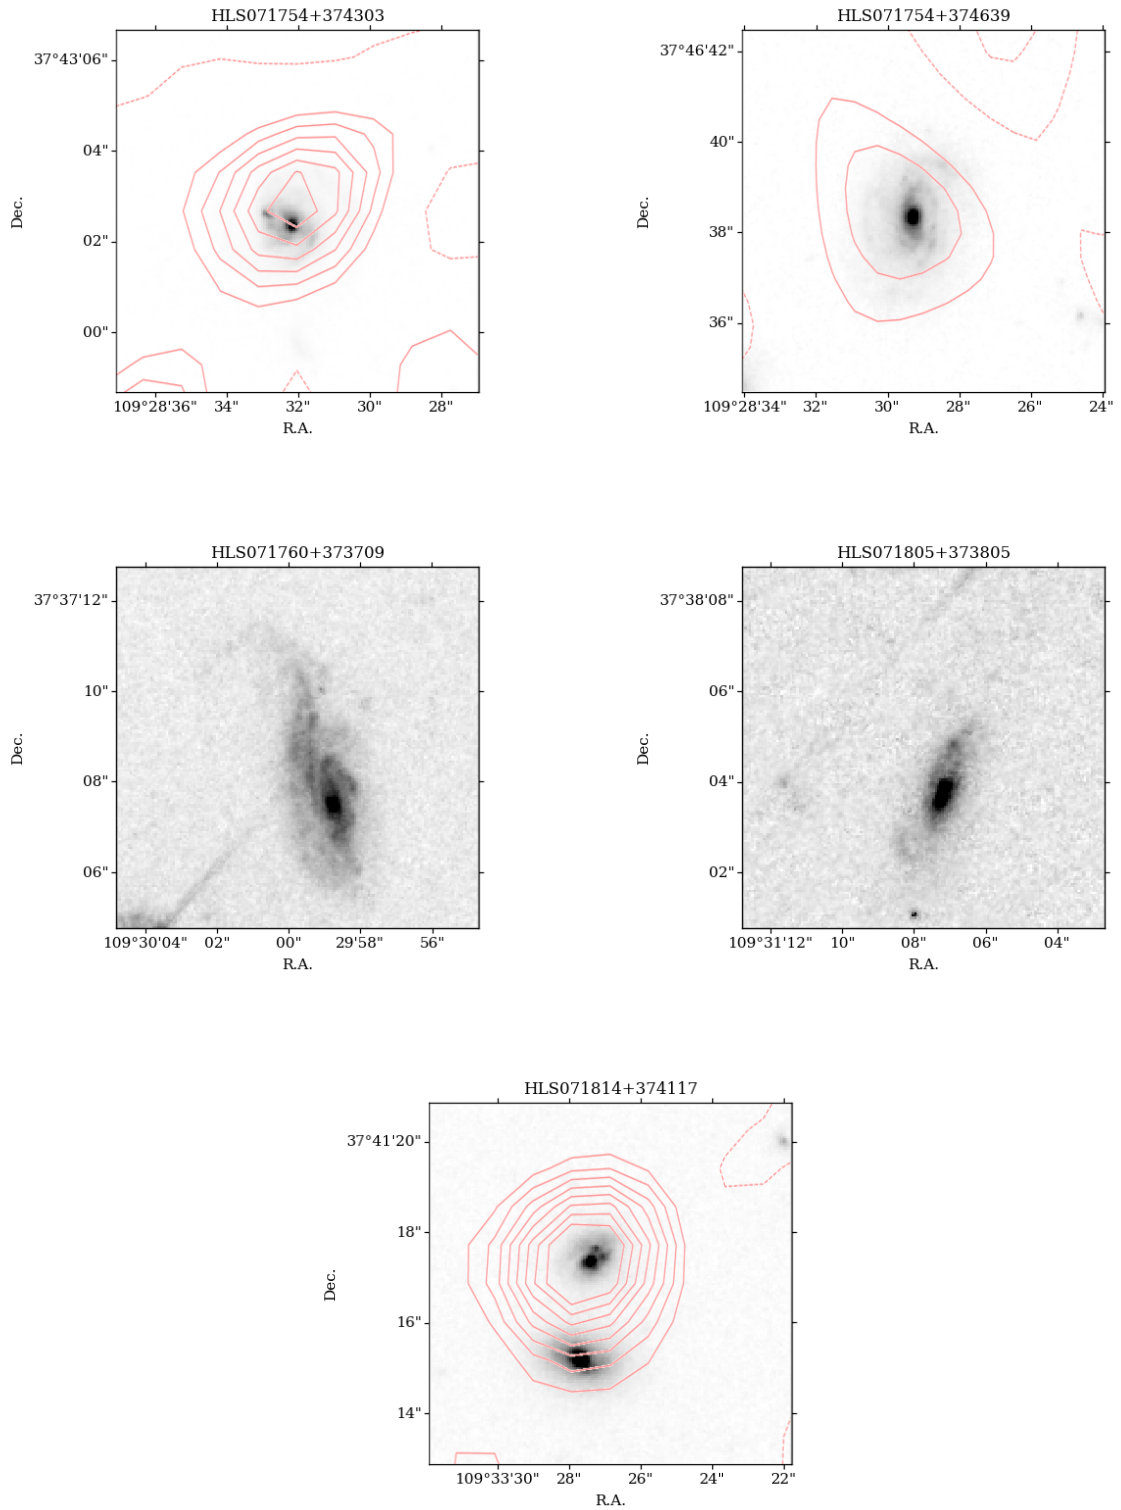 HLS071754+374303
37°43'06"
04"
02"
00"
Dec.
109°28'36" 34" 32" 30" 28"
R.A.
HLS071754+374639
37°46'42"
40"
38"
36"
Dec.
109°28'34" 32" 30" 28" 26" 24"
R.A.
HLS071760+373709
37°37'12"
10"
08"
06"
Dec.
109°30'04" 02" 00" 29'58" 56"
R.A.
HLS071805+373805
37°38'08"
06"
04"
02"
Dec.
109°31'12" 10" 08" 06" 04"
R.A.
HLS071814+374117
37°41'20"
18"
16"
14"
Dec.
109°33'30" 28" 26" 24" 22"
R.A.